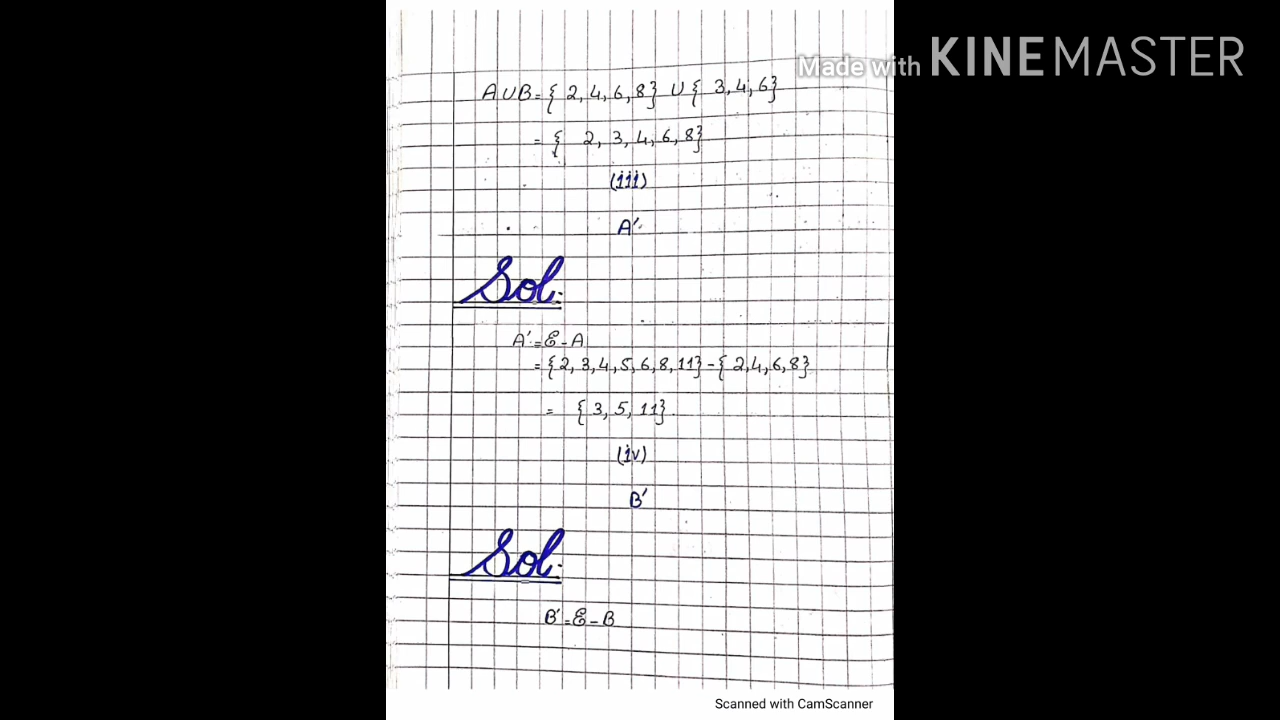 Made with KINEMASTER
A∪B = { 2, 4, 6, 8} ∪ { 3, 4, 6}
= { 2, 3, 4, 6, 8}
(iii)
A′
Sol:
A′ = ℰ - A
= {2, 3, 4, 5, 6, 8, 11} - { 2, 4, 6, 8}
= { 3, 5, 11}
(iv)
B′
Sol:
B′ = ℰ - B
Scanned with CamScanner